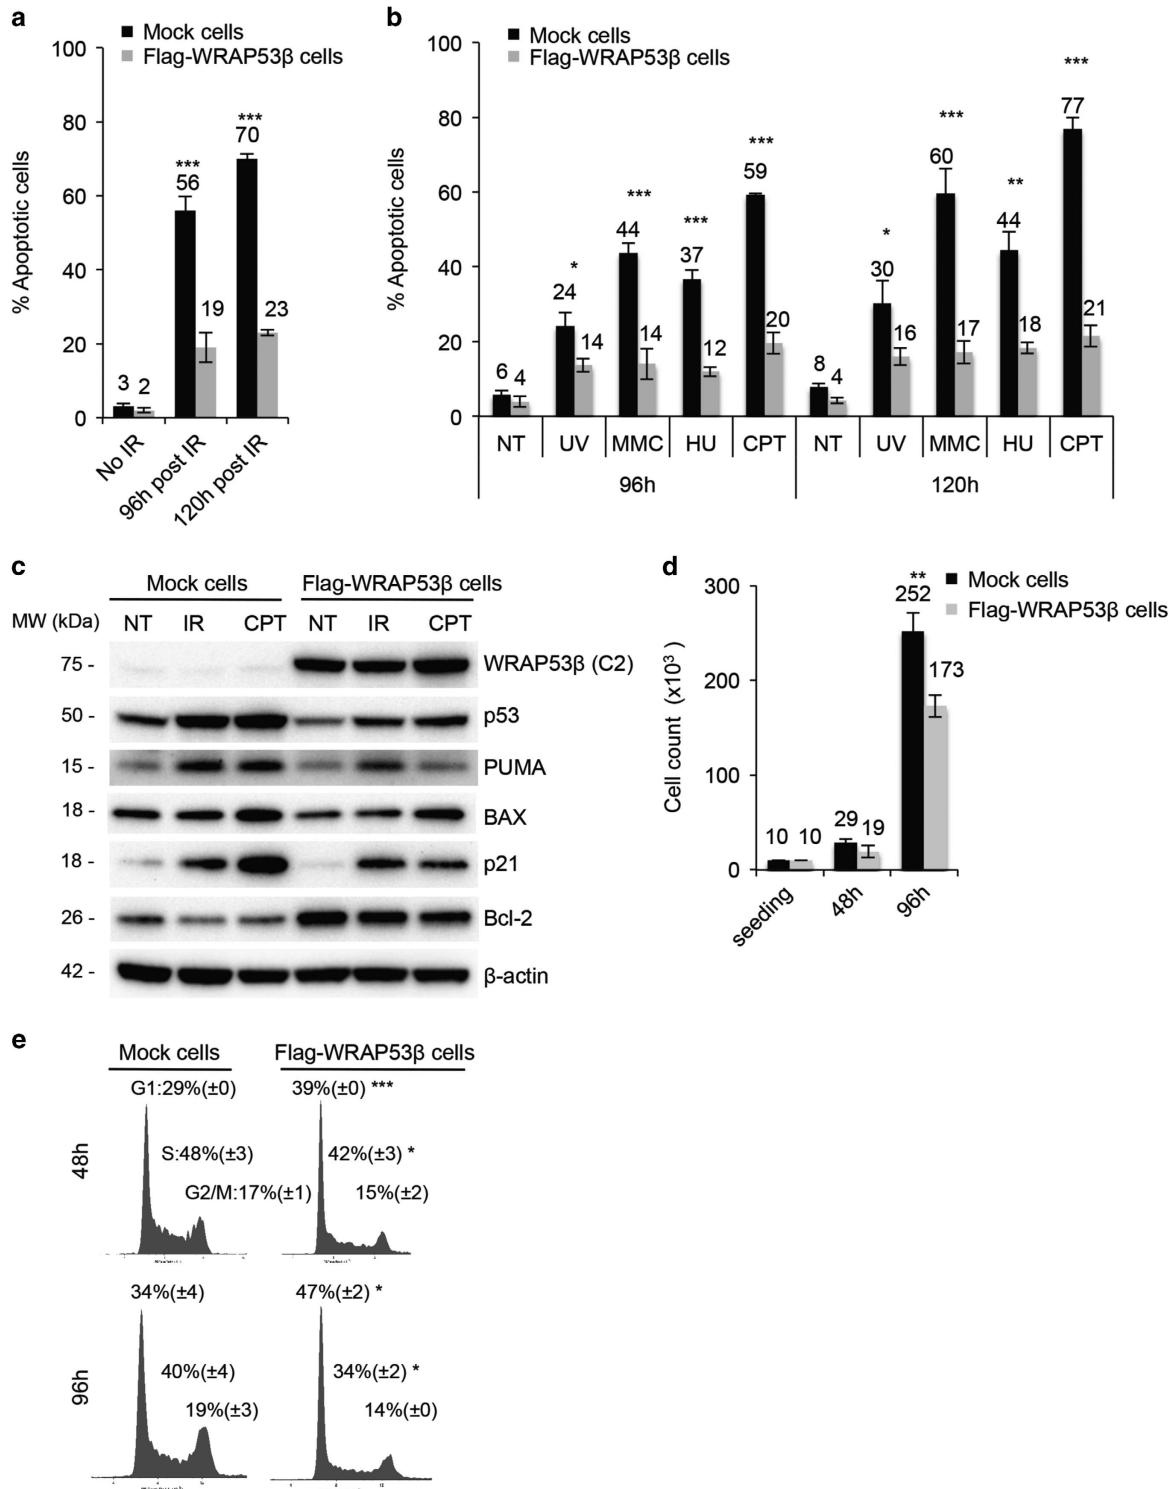 a
Mock cells
Flag-WRAP53β cells
% Apoptotic cells
100
80
60
40
20
0
3
2
***
56
19
***
70
23
No IR
96h post IR
120h post IR
b
Mock cells
Flag-WRAP53β cells
% Apoptotic cells
100
80
60
40
20
0
6
4
*
24
14
***
44
14
***
37
12
***
59
20
8
4
*
30
16
***
60
17
**
44
18
***
77
21
NT UV MMC HU CPT NT UV MMC HU CPT
96h 120h
c
Mock cells Flag-WRAP53β cells
MW (kDa) NT IR CPT NT IR CPT
75 - WRAP53β (C2)
50 - p53
15 - PUMA
18 - BAX
18 - p21
26 - Bcl-2
42 - β-actin
d
Mock cells
Flag-WRAP53β cells
Cell count (x10³ )
300
200
100
0
10
10
29
19
**
252
173
seeding
48h
96h
e
Mock cells Flag-WRAP53β cells
48h
G1:29%(±0)
S:48%(±3)
G2/M:17%(±1)
39%(±0) ***
42%(±3) *
15%(±2)
96h
34%(±4)
40%(±4)
19%(±3)
47%(±2) *
34%(±2) *
14%(±0)